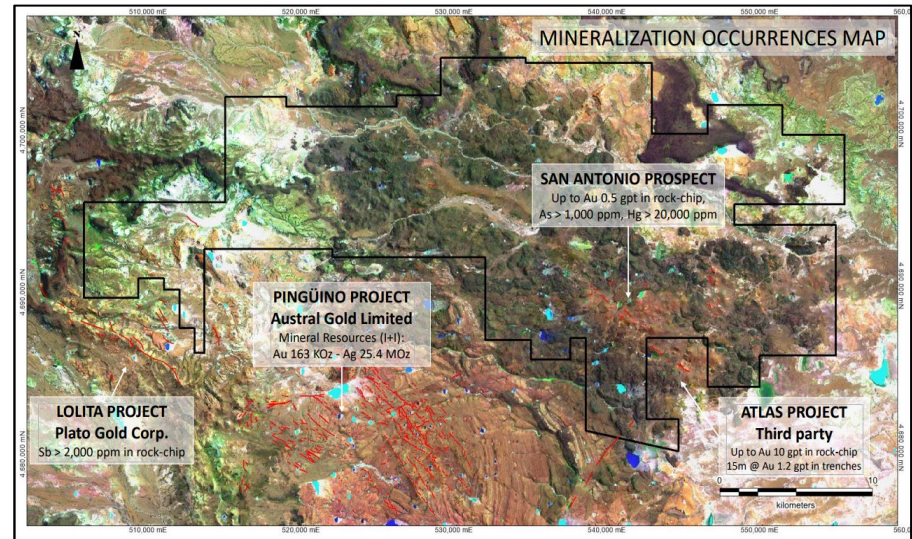 510,000 mE 520,000 mE 530,000 mE 540,000 mE 550,000 mE 560,0
MINERALIZATION OCCURRENCES MAP
N
4.700,000 mN
4.700,000 mN
SAN ANTONIO PROSPECT
Up to Au 0.5 gpt in rock-chip,
As > 1,000 ppm, Hg > 20,000 ppm
4.690,000 mN
4.690,000 mN
PINGÜINO PROJECT
Austral Gold Limited
Mineral Resources (I+I):
Au 163 KOz - Ag 25.4 MOz
LOLITA PROJECT
Plato Gold Corp.
Sb > 2,000 ppm in rock-chip
ATLAS PROJECT
Third party
Up to Au 10 gpt in rock-chip
15m @ Au 1.2 gpt in trenches
4.680,000 mN
4.680,000 mN
0 10
kilometers
510,000 mE 520,000 mE 530,000 mE 540,000 mE 550,000 mE 560,0